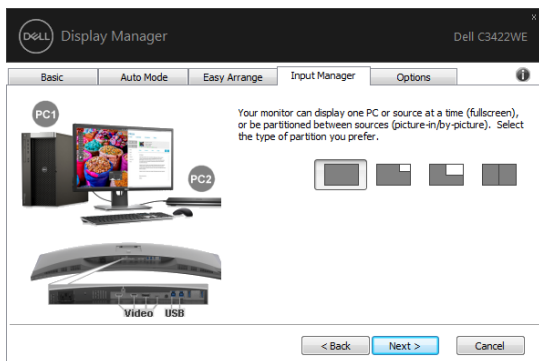 DELL Display Manager
Dell C3422WE
Basic
Auto Mode
Easy Arrange
Input Manager
Options
PC1
PC2
Video USB
Your monitor can display one PC or source at a time (fullscreen),
or be partitioned between sources (picture-in/by-picture). Select
the type of partition you prefer.
< Back
Next >
Cancel